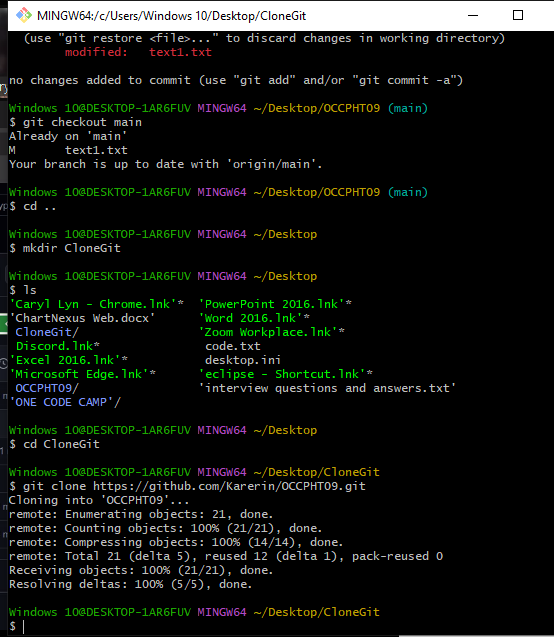 MINGW64:/c/Users/Windows 10/Desktop/CloneGit
(use "git restore <file>..." to discard changes in working directory)
modified:   text1.txt
no changes added to commit (use "git add" and/or "git commit -a")
Windows 10@DESKTOP-1AR6FUV MINGW64 ~/Desktop/OCCPHT09 (main)
$ git checkout main
Already on 'main'
M       text1.txt
Your branch is up to date with 'origin/main'.
Windows 10@DESKTOP-1AR6FUV MINGW64 ~/Desktop/OCCPHT09 (main)
$ cd ..
Windows 10@DESKTOP-1AR6FUV MINGW64 ~/Desktop
$ mkdir CloneGit
Windows 10@DESKTOP-1AR6FUV MINGW64 ~/Desktop
$ ls
'Caryl Lyn - Chrome.lnk'*  'PowerPoint 2016.lnk'*
'ChartNexus Web.docx'      'Word 2016.lnk'*
CloneGit/                 'Zoom Workplace.lnk'*
Discord.lnk*               code.txt
'Excel 2016.lnk'*           desktop.ini
'Microsoft Edge.lnk'*      'eclipse - Shortcut.lnk'*
OCCPHT09/                 'interview questions and answers.txt'
'ONE CODE CAMP'/
Windows 10@DESKTOP-1AR6FUV MINGW64 ~/Desktop
$ cd CloneGit
Windows 10@DESKTOP-1AR6FUV MINGW64 ~/Desktop/CloneGit
$ git clone https://github.com/Karerin/OCCPHT09.git
Cloning into 'OCCPHT09'...
remote: Enumerating objects: 21, done.
remote: Counting objects: 100% (21/21), done.
remote: Compressing objects: 100% (14/14), done.
remote: Total 21 (delta 5), reused 12 (delta 1), pack-reused 0
Receiving objects: 100% (21/21), done.
Resolving deltas: 100% (5/5), done.
Windows 10@DESKTOP-1AR6FUV MINGW64 ~/Desktop/CloneGit
$